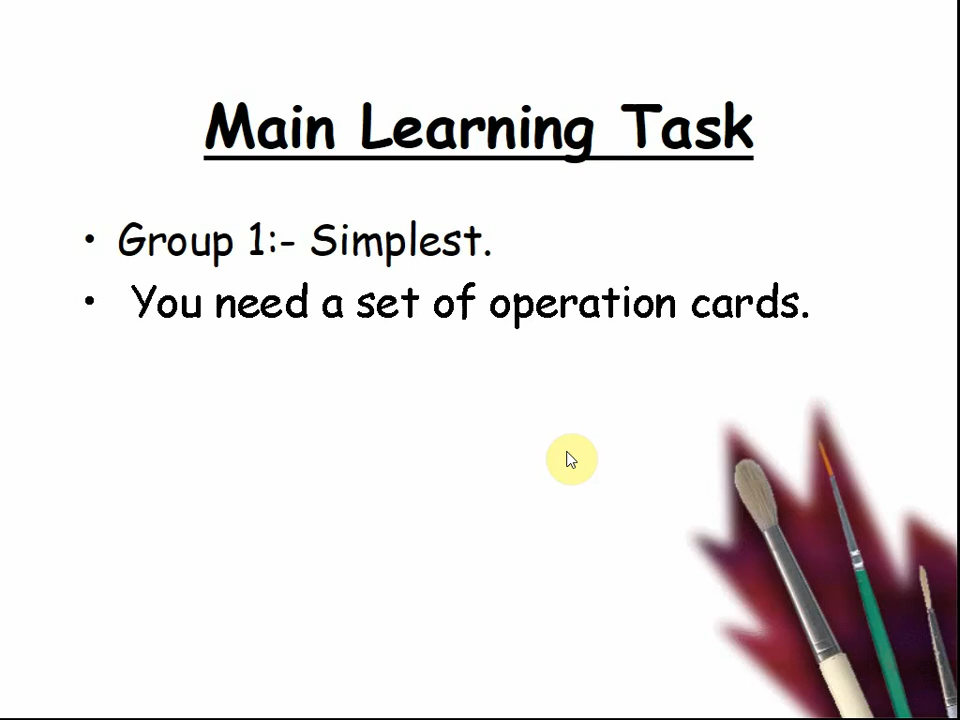 Main Learning Task
• Group 1:- Simplest.
• You need a set of operation cards.